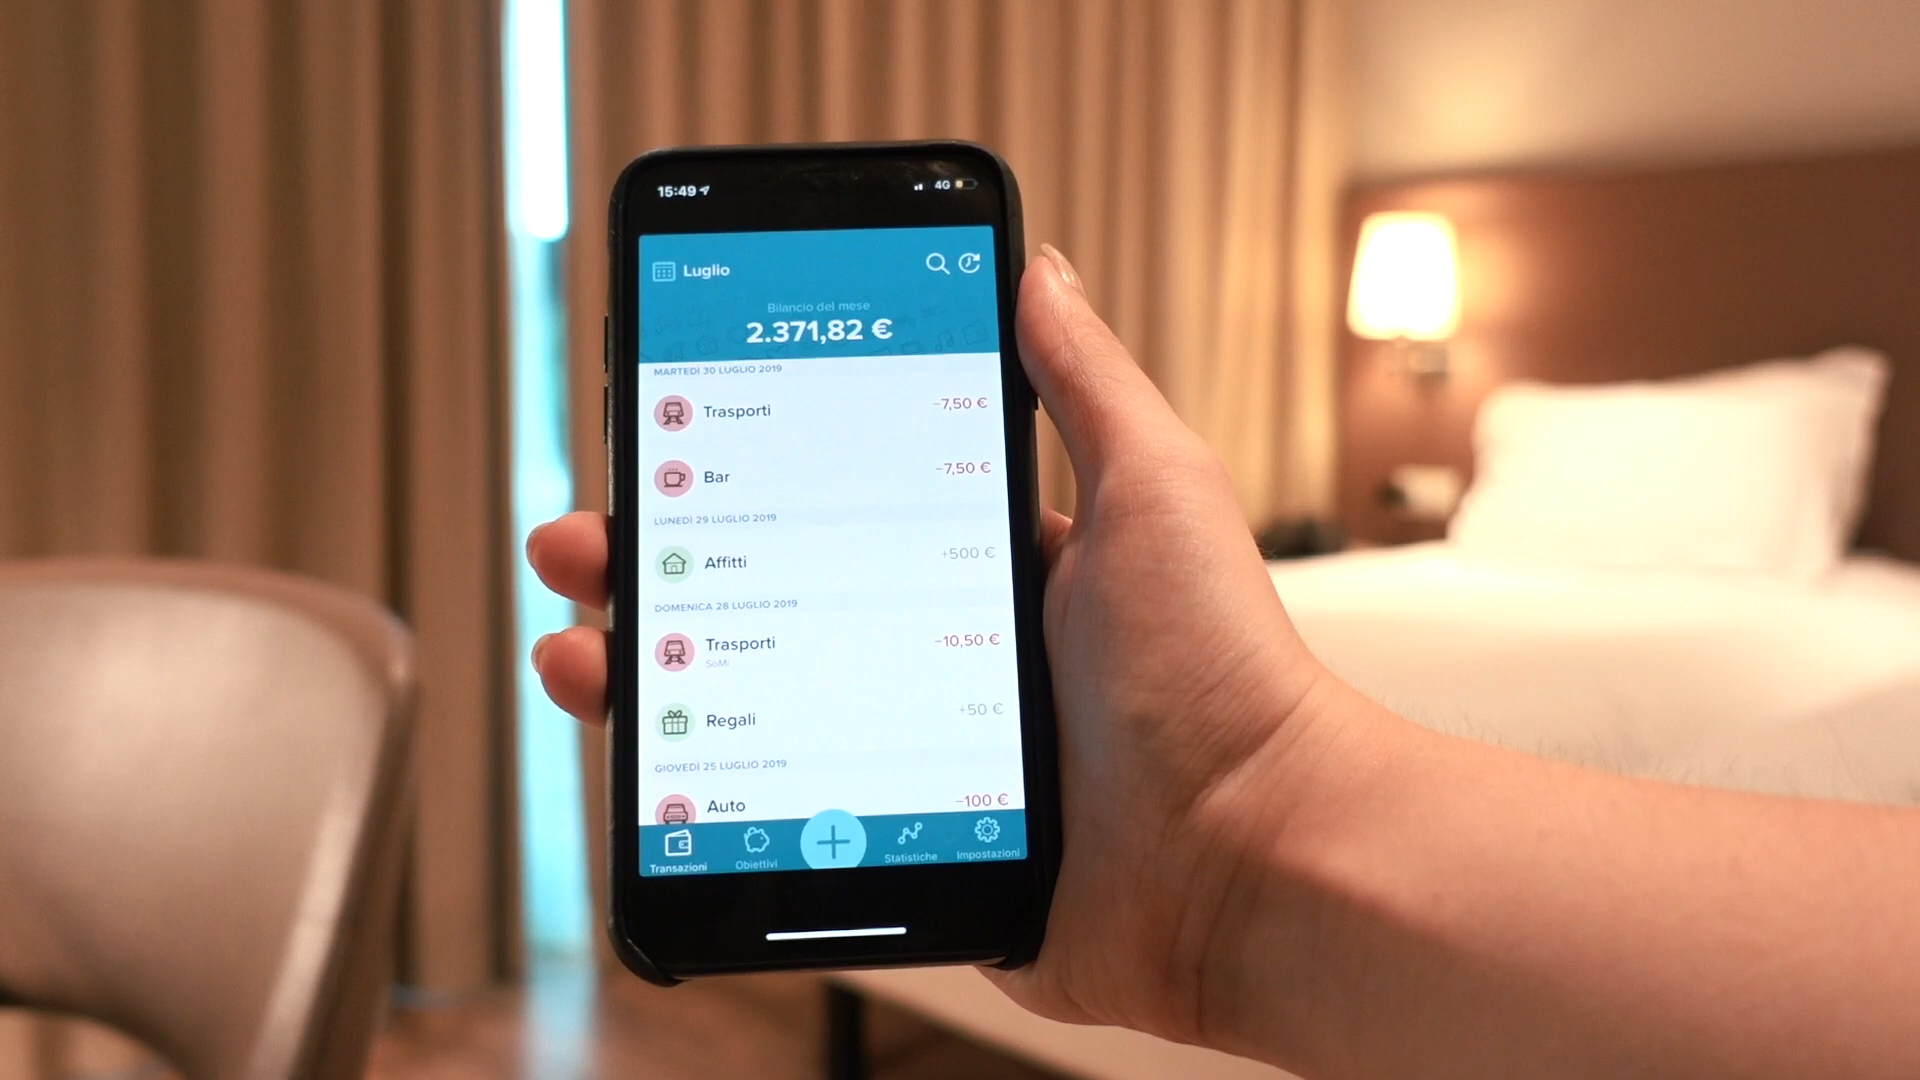 15:49
4G
Luglio
Bilancio del mese
2.371,82 €
MARTEDÌ 30 LUGLIO 2019
Trasporti −7,50 €
Bar −7,50 €
LUNEDÌ 29 LUGLIO 2019
Affitti +500 €
DOMENICA 28 LUGLIO 2019
Trasporti −10,50 €
SoMi
Regali +50 €
GIOVEDÌ 25 LUGLIO 2019
Auto −100 €
Transazioni Obiettivi Statistiche Impostazioni